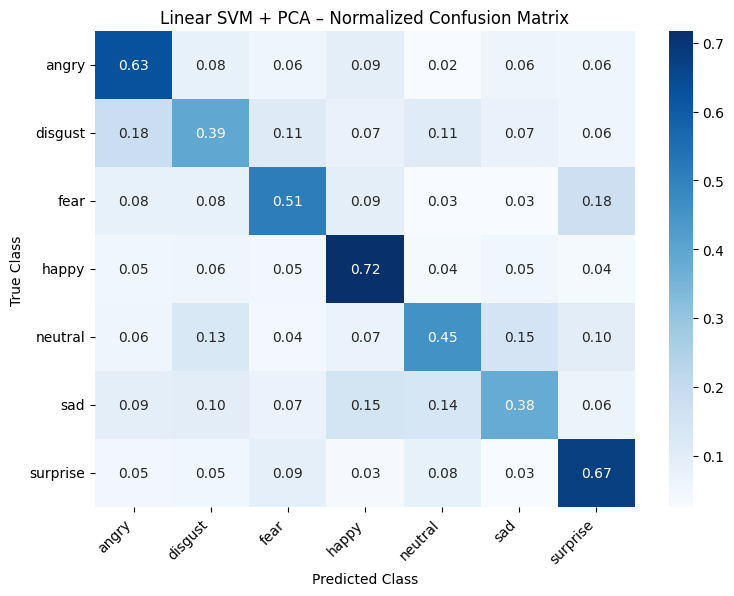 Linear SVM + PCA – Normalized Confusion Matrix
True Class
angry 0.63 0.08 0.06 0.09 0.02 0.06 0.06
disgust 0.18 0.39 0.11 0.07 0.11 0.07 0.06
fear 0.08 0.08 0.51 0.09 0.03 0.03 0.18
happy 0.05 0.06 0.05 0.72 0.04 0.05 0.04
neutral 0.06 0.13 0.04 0.07 0.45 0.15 0.10
sad 0.09 0.10 0.07 0.15 0.14 0.38 0.06
surprise 0.05 0.05 0.09 0.03 0.08 0.03 0.67
angry disgust fear happy neutral sad surprise
Predicted Class
0.7
0.6
0.5
0.4
0.3
0.2
0.1